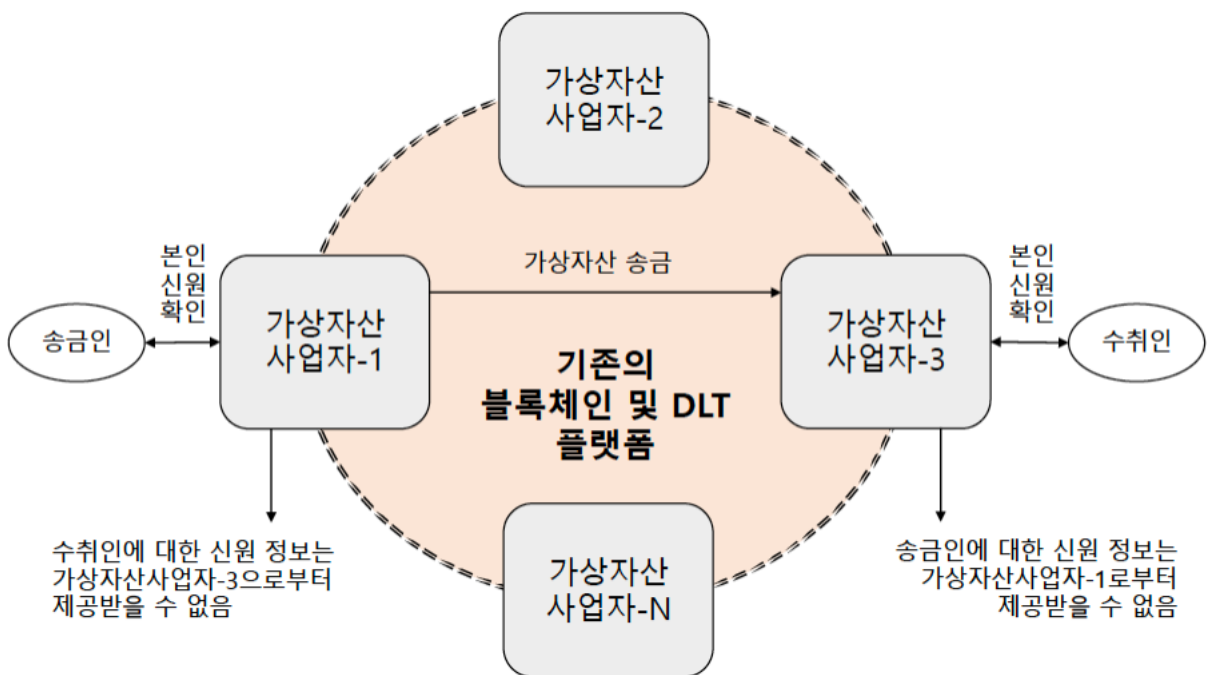 가상자산
사업자-2
본인
신원
확인
가상자산 송금
본인
신원
확인
송금인
가상자산
사업자-1
가상자산
사업자-3
수취인
기존의
블록체인 및 DLT
플랫폼
수취인에 대한 신원 정보는
가상자산사업자-3으로부터
제공받을 수 없음
가상자산
사업자-N
송금인에 대한 신원 정보는
가상자산사업자-1로부터
제공받을 수 없음